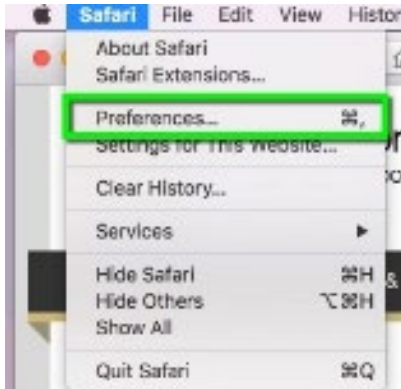 Safari File Edit View Histor
About Safari
Safari Extensions...
Preferences... ⌘,
Settings for This Website...
Clear History...
Services ▶
Hide Safari ⌘H
Hide Others ⌥⌘H
Show All
Quit Safari ⌘Q
&